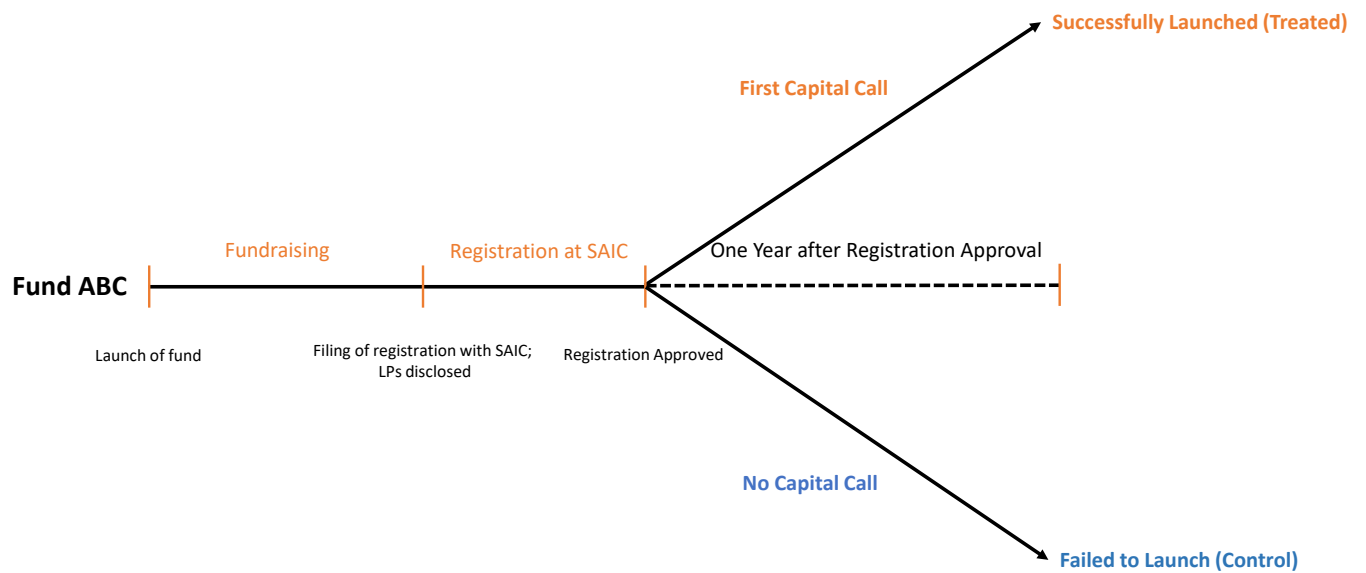 Successfully Launched (Treated)
First Capital Call
Fundraising
Registration at SAIC
One Year after Registration Approval
Fund ABC
Launch of fund
Filing of registration with SAIC;
LPs disclosed
Registration Approved
No Capital Call
Failed to Launch (Control)